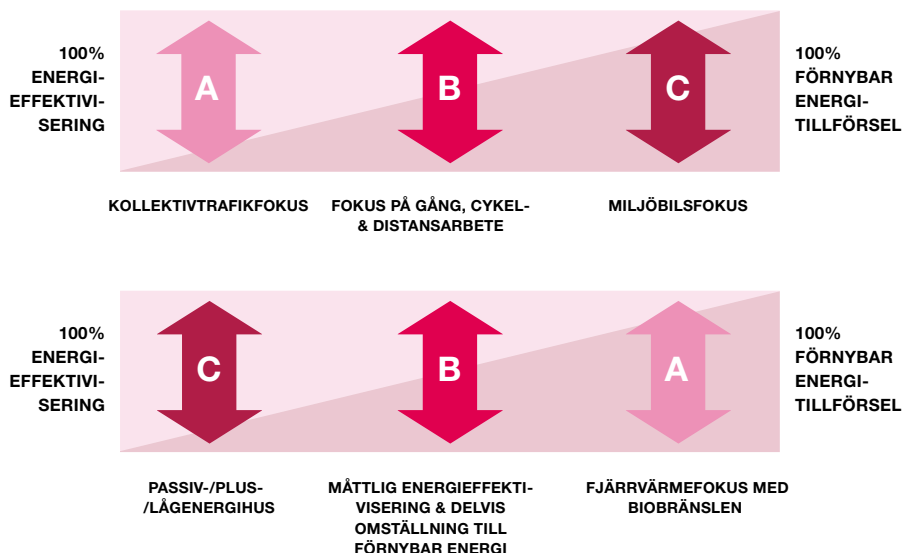 100%
ENERGI-
EFFEKTIVI-
SERING
A
B
C
100%
FÖRNYBAR
ENERGI-
TILLFÖRSEL
KOLLEKTIVTRAFIKFOKUS
FOKUS PÅ GÅNG, CYKEL-
& DISTANSARBETE
MILJÖBILSFOKUS
100%
ENERGI-
EFFEKTIVI-
SERING
C
B
A
100%
FÖRNYBAR
ENERGI-
TILLFÖRSEL
PASSIV-/PLUS-
/LÅGENERGIHUS
MÅTTLIG ENERGIEFFEKTI-
VISERING & DELVIS
OMSTÄLLNING TILL
FÖRNYBAR ENERGI
FJÄRRVÄRMEFOKUS MED
BIOBRÄNSLEN